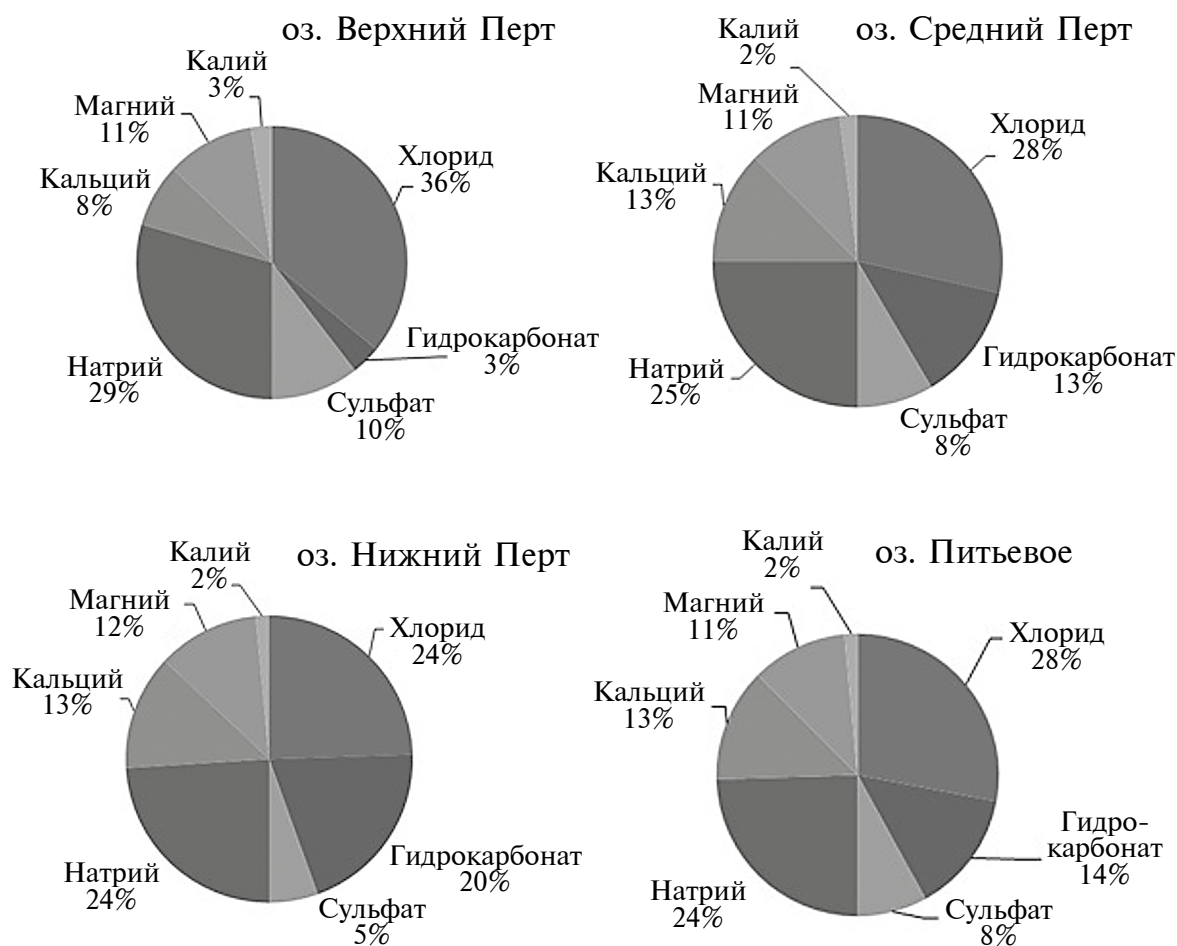 оз. Верхний Перт
Калий
3%
Магний
11%
Кальций
8%
Хлорид
36%
Гидрокарбонат
3%
Натрий
29%
Сульфат
10%
оз. Средний Перт
Калий
2%
Магний
11%
Кальций
13%
Хлорид
28%
Гидрокарбонат
13%
Натрий
25%
Сульфат
8%
оз. Нижний Перт
Калий
2%
Магний
12%
Кальций
13%
Хлорид
24%
Гидрокарбонат
20%
Натрий
24%
Сульфат
5%
оз. Питьевое
Калий
2%
Магний
11%
Кальций
13%
Хлорид
28%
Гидро-
карбонат
14%
Натрий
24%
Сульфат
8%